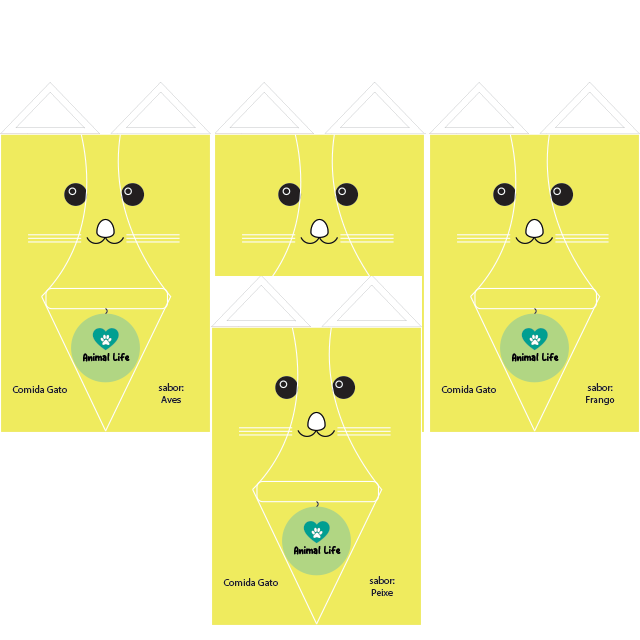 Animal Life
Comida Gato
sabor:
Aves
Animal Life
Comida Gato
sabor:
Frango
Animal Life
Comida Gato
sabor:
Peixe